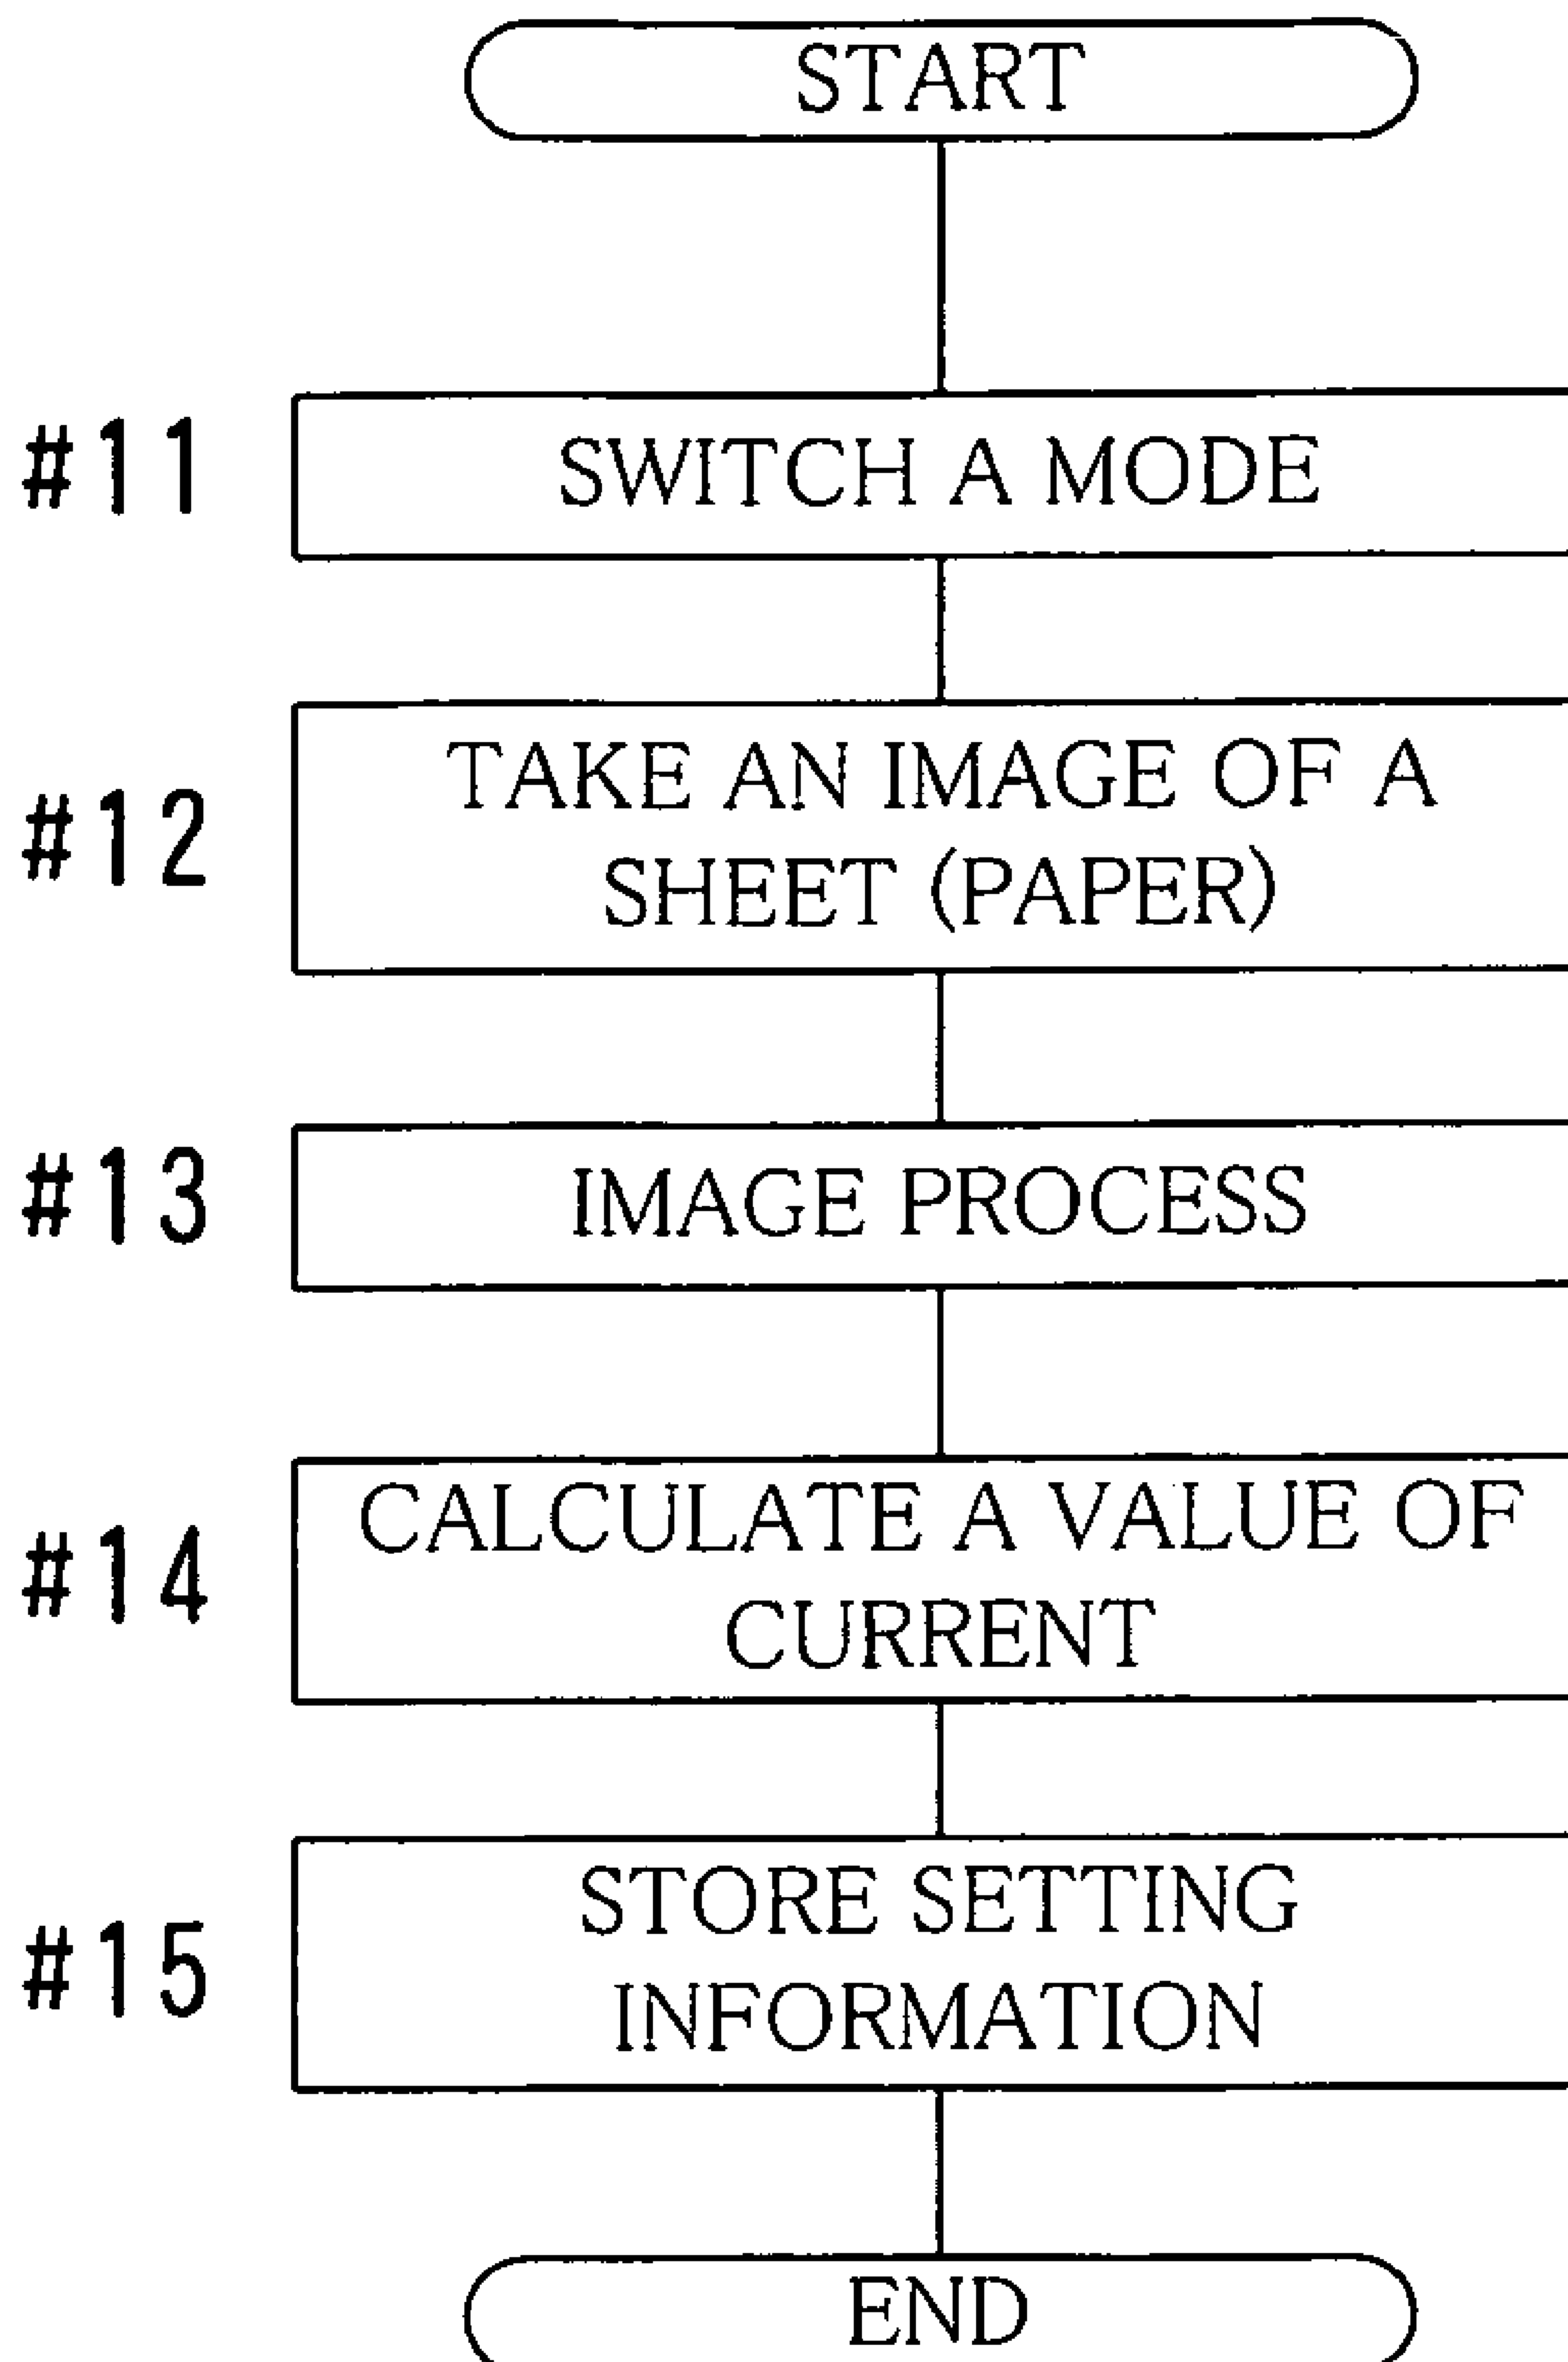 START
#11
SWITCH A MODE
#12
TAKE AN IMAGE OF A
SHEET (PAPER)
#13
IMAGE PROCESS
#14
CALCULATE A VALUE OF
CURRENT
#15
STORE SETTING
INFORMATION
END